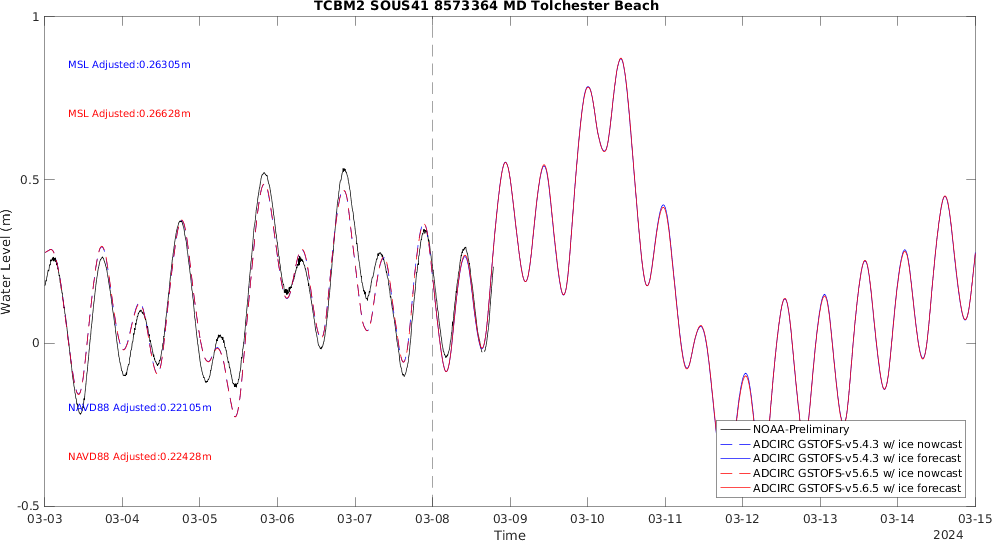 TCBM2 SOUS41 8573364 MD Tolchester Beach
1
MSL Adjusted:0.26305m
MSL Adjusted:0.26628m
0.5
Water Level (m)
0
NAVD88 Adjusted:0.22105m
NAVD88 Adjusted:0.22428m
-0.5
NOAA-Preliminary
ADCIRC GSTOFS-v5.4.3 w/ ice nowcast
ADCIRC GSTOFS-v5.4.3 w/ ice forecast
ADCIRC GSTOFS-v5.6.5 w/ ice nowcast
ADCIRC GSTOFS-v5.6.5 w/ ice forecast
03-03 03-04 03-05 03-06 03-07 03-08 03-09 03-10 03-11 03-12 03-13 03-14 03-15
Time
2024